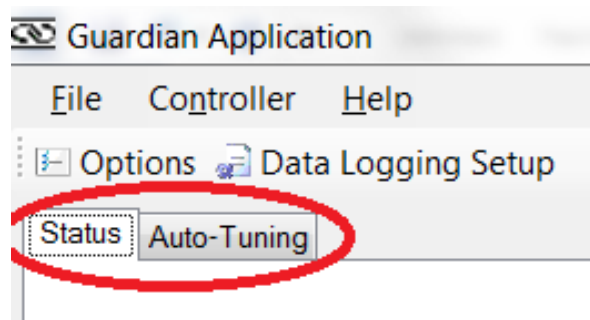 Guardian Application
File Controller Help
Options Data Logging Setup
Status Auto-Tuning